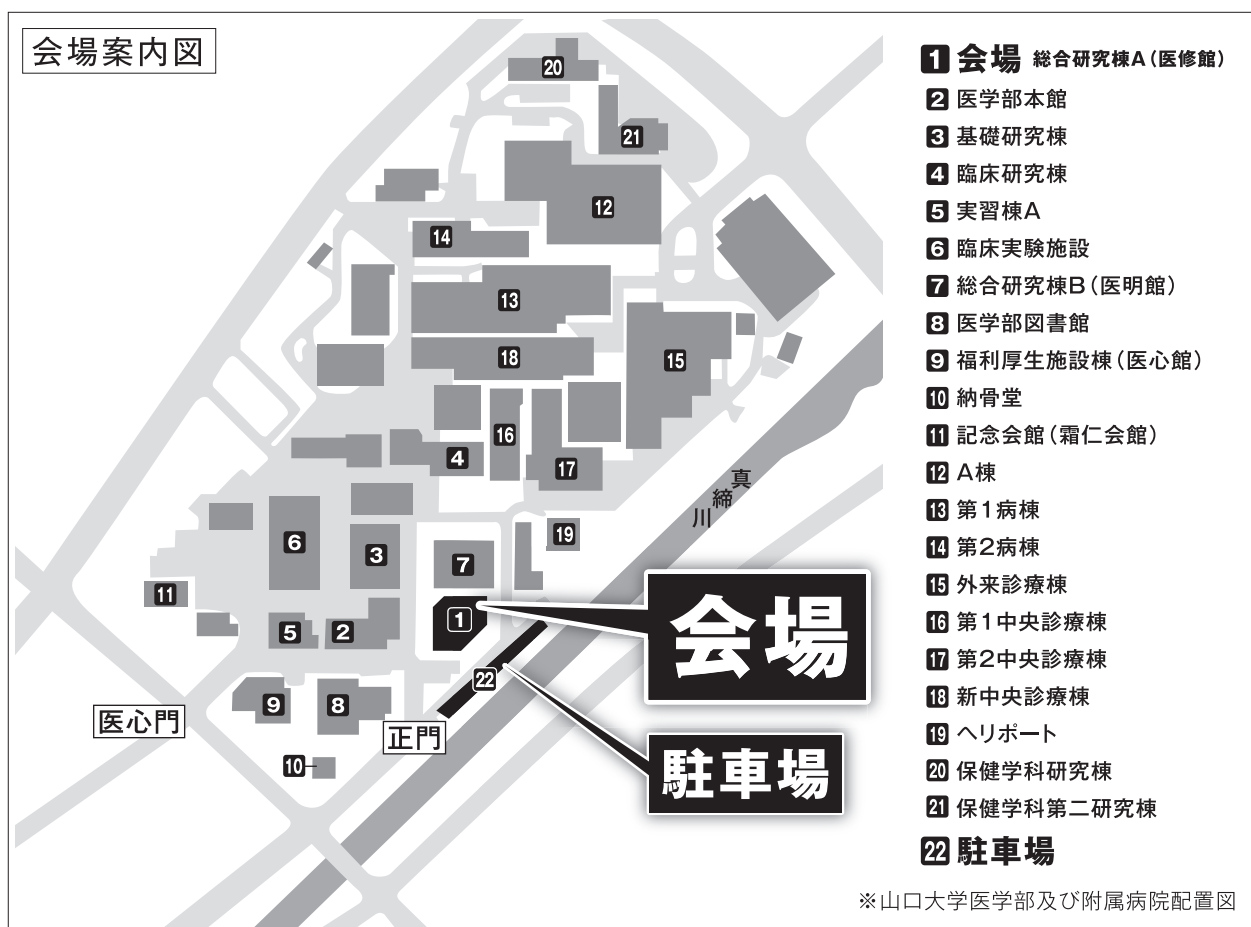 会場案内図
1 会場 総合研究棟A(医修館)
2 医学部本館
3 基礎研究棟
4 臨床研究棟
5 実習棟A
6 臨床実験施設
7 総合研究棟B(医明館)
8 医学部図書館
9 福利厚生施設棟(医心館)
10 納骨堂
11 記念会館(霜仁会館)
12 A棟
13 第1病棟
14 第2病棟
15 外来診療棟
16 第1中央診療棟
17 第2中央診療棟
18 新中央診療棟
19 ヘリポート
20 保健学科研究棟
21 保健学科第二研究棟
22 駐車場
※山口大学医学部及び附属病院配置図
20
21
12
14
13
18
15
16
4
17
真締川
19
6
3
7
11
1
5
2
22
9
8
10
会場
駐車場
医心門
正門